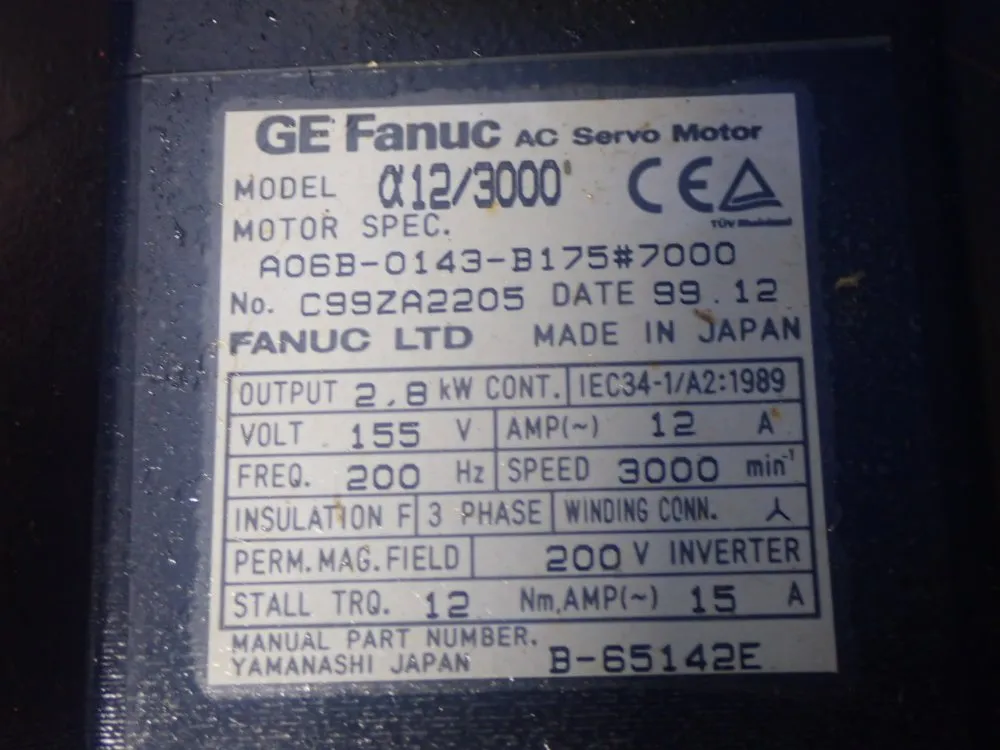 GE Fanuc AC Servo Motor
MODEL α12/3000
CE TÜV Rheinland
MOTOR SPEC.
A06B-0143-B175#7000
No. C99ZA2205 DATE 99.12
FANUC LTD MADE IN JAPAN
OUTPUT 2.8 kW CONT. IEC34-1/A2:1989
VOLT 155 V AMP(~) 12 A
FREQ. 200 Hz SPEED 3000 min⁻¹
INSULATION F 3 PHASE WINDING CONN. ⅄
PERM.MAG.FIELD 200 V INVERTER
STALL TRQ. 12 Nm,AMP(~) 15 A
MANUAL PART NUMBER.
YAMANASHI JAPAN B-65142E